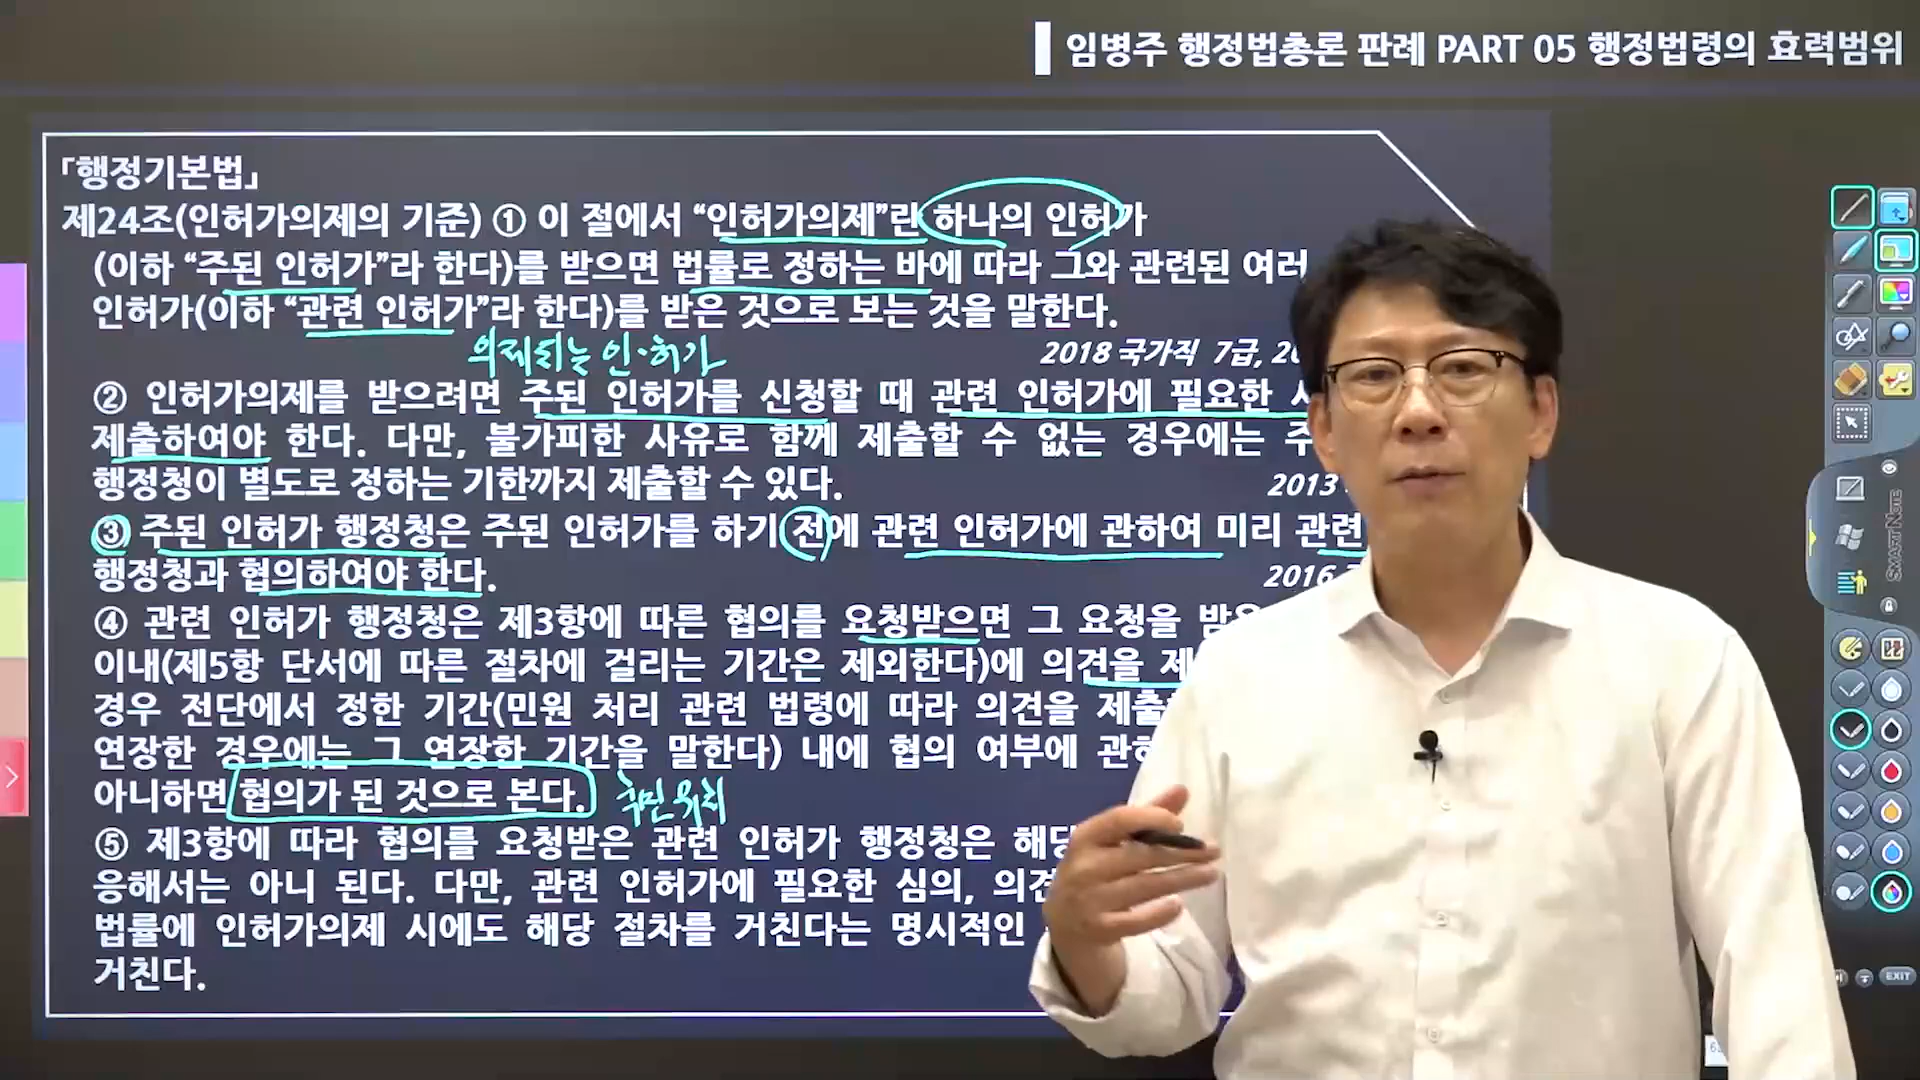 임병주 행정법총론 판례 PART 05 행정법령의 효력범위
「행정기본법」
제24조(인허가의제의 기준) ① 이 절에서 “인허가의제”란 하나의 인허가
(이하 “주된 인허가”라 한다)를 받으면 법률로 정하는 바에 따라 그와 관련된 여러
인허가(이하 “관련 인허가”라 한다)를 받은 것으로 보는 것을 말한다.
의제되는 인·허가
2018 국가직 7급,
② 인허가의제를 받으려면 주된 인허가를 신청할 때 관련 인허가에 필요한
제출하여야 한다. 다만, 불가피한 사유로 함께 제출할 수 없는 경우에는 주
행정청이 별도로 정하는 기한까지 제출할 수 있다.
2013
③ 주된 인허가 행정청은 주된 인허가를 하기 전에 관련 인허가에 관하여 미리 관련
행정청과 협의하여야 한다.
2016
④ 관련 인허가 행정청은 제3항에 따른 협의를 요청받으면 그 요청을
이내(제5항 단서에 따른 절차에 걸리는 기간은 제외한다)에 의견을
경우 전단에서 정한 기간(민원 처리 관련 법령에 따라 의견을
연장한 경우에는 그 연장한 기간을 말한다) 내에 협의 여부에
아니하면 협의가 된 것으로 본다.
⑤ 제3항에 따라 협의를 요청받은 관련 인허가 행정청은 해당
응해서는 아니 된다. 다만, 관련 인허가에 필요한 심의,
법률에 인허가의제 시에도 해당 절차를 거친다는 명시적인
거친다.
SMART NOTE
EXIT